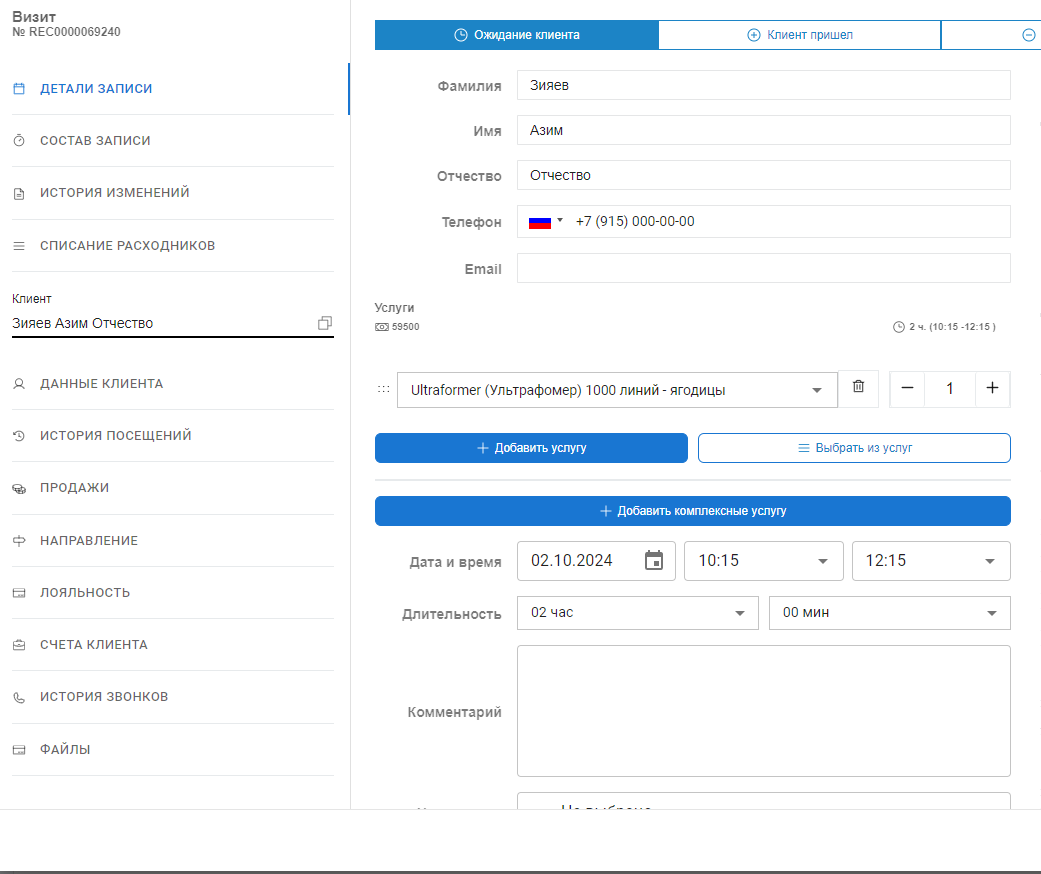 Визит
№ REC0000069240
ДЕТАЛИ ЗАПИСИ
СОСТАВ ЗАПИСИ
ИСТОРИЯ ИЗМЕНЕНИЙ
СПИСАНИЕ РАСХОДНИКОВ
Клиент
Зияев Азим Отчество
ДАННЫЕ КЛИЕНТА
ИСТОРИЯ ПОСЕЩЕНИЙ
ПРОДАЖИ
НАПРАВЛЕНИЕ
ЛОЯЛЬНОСТЬ
СЧЕТА КЛИЕНТА
ИСТОРИЯ ЗВОНКОВ
ФАЙЛЫ
Ожидание клиента
Клиент пришел
Фамилия Зияев
Имя Азим
Отчество Отчество
Телефон +7 (915) 000-00-00
Email
Услуги
59500
2 ч. (10:15 -12:15 )
Ultraformer (Ультрафомер) 1000 линий - ягодицы
1
Добавить услугу
Выбрать из услуг
Добавить комплексные услугу
Дата и время 02.10.2024 10:15 12:15
Длительность 02 час 00 мин
Комментарий